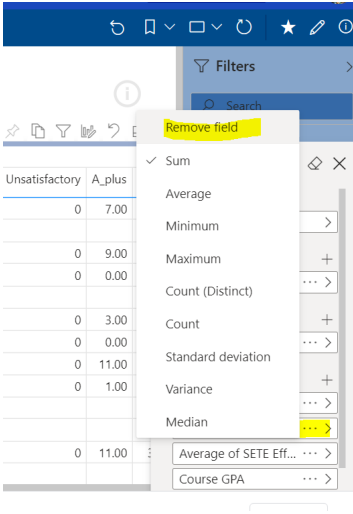 Filters
Search
Remove field
Sum
Unsatisfactory A_plus
Average
0 7.00
Minimum
0 9.00
Maximum
0 0.00
Count (Distinct)
0 3.00
Count
0 0.00
Standard deviation
0 11.00
0 1.00
Variance
Median
0 11.00
Average of SETE Eff...
Course GPA